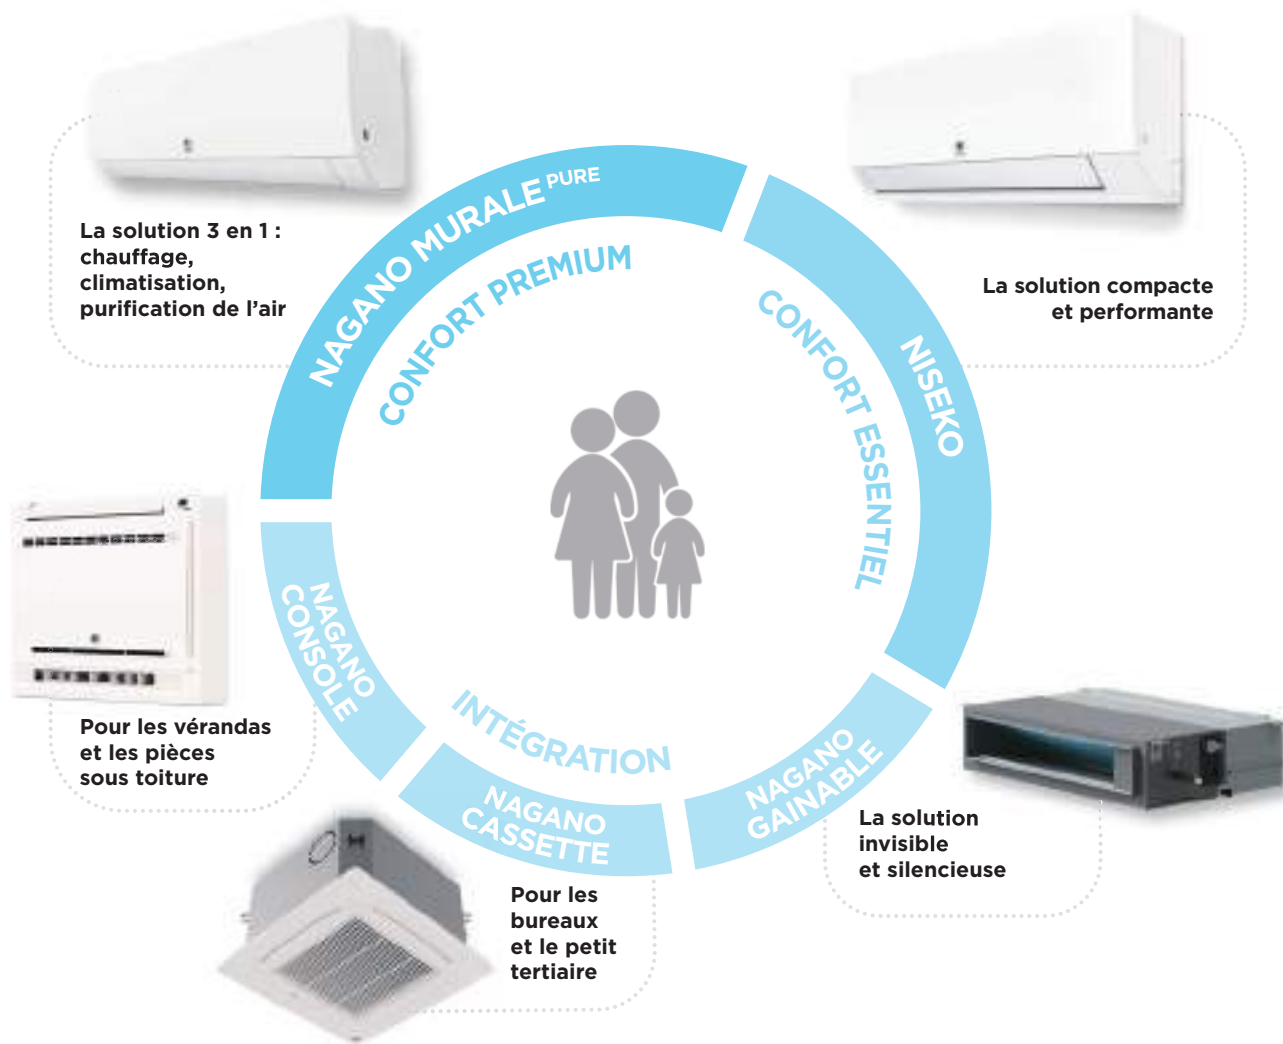 La solution 3 en 1 :
chauffage,
climatisation,
purification de l’air
NAGANO MURALE PURE
CONFORT PREMIUM
La solution compacte
et performante
NISEKO
CONFORT ESSENTIEL
NAGANO
CONSOLE
Pour les vérandas
et les pièces
sous toiture
INTÉGRATION
NAGANO
CASSETTE
Pour les
bureaux
et le petit
tertiaire
NAGANO
GAINABLE
La solution
invisible
et silencieuse